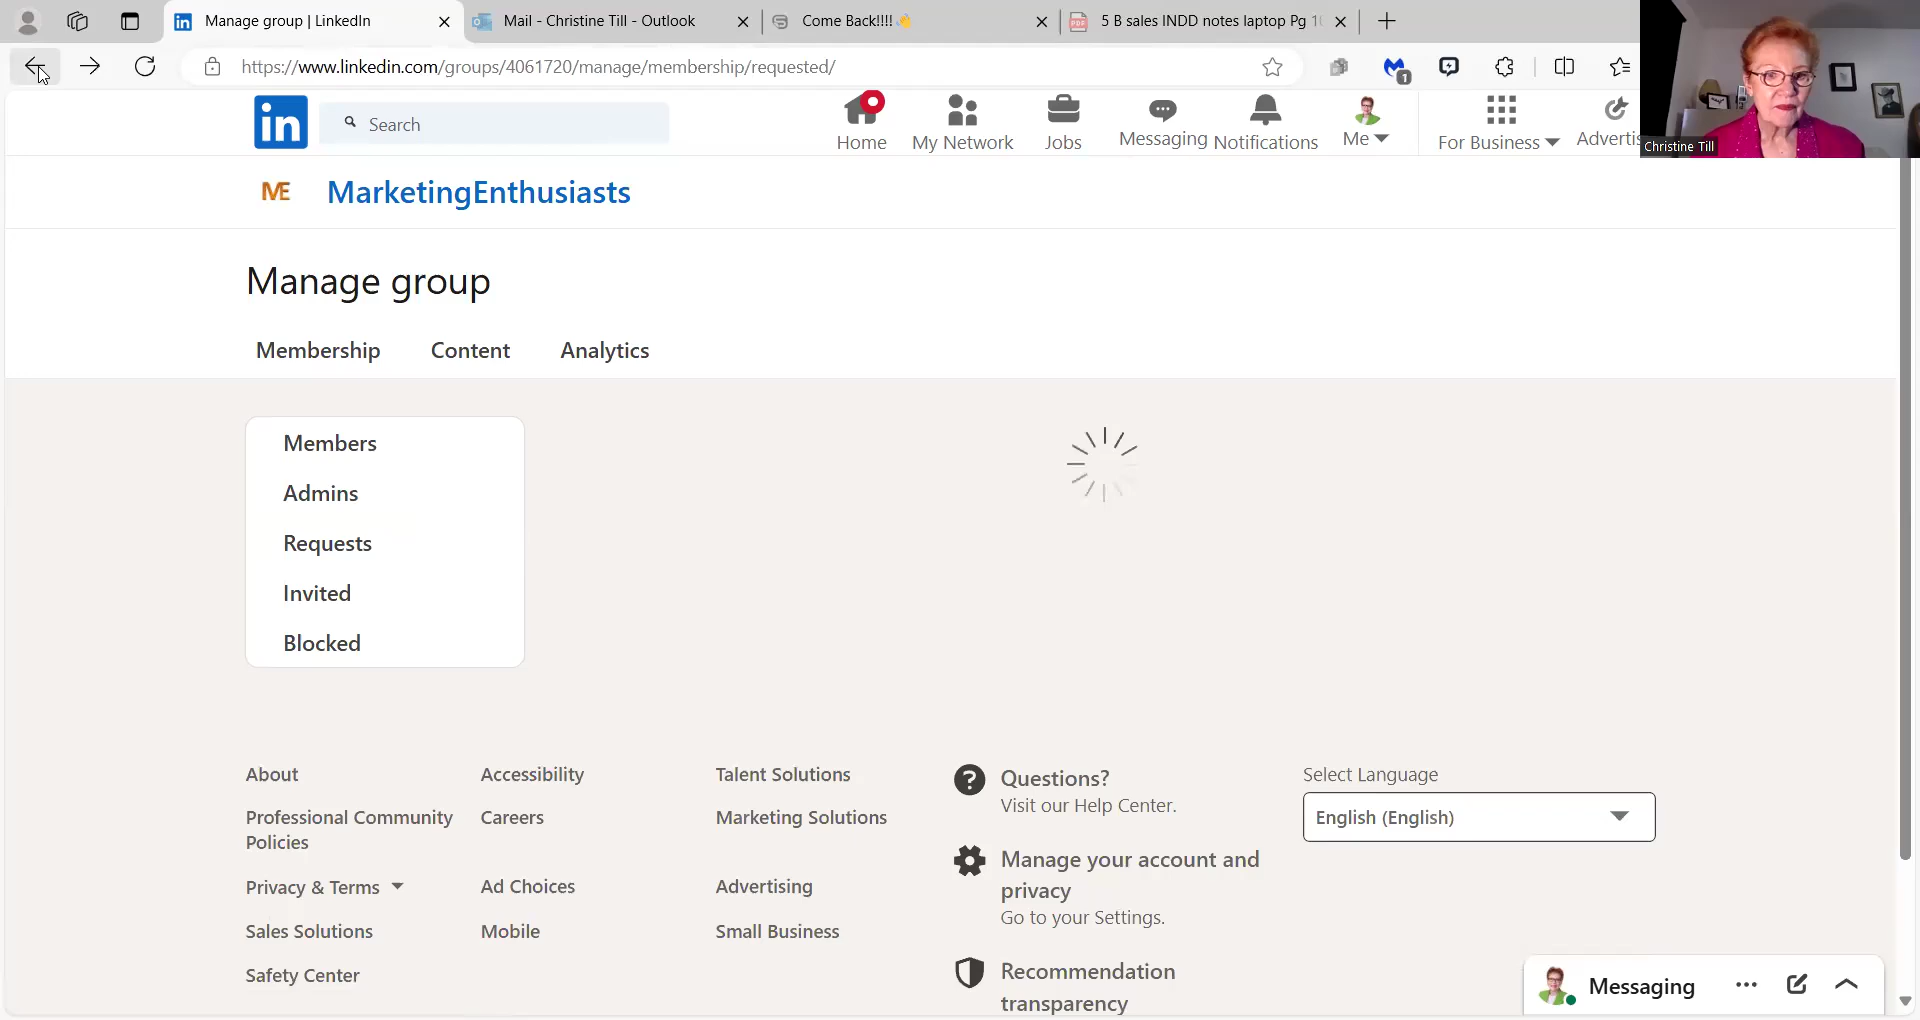 Manage group | LinkedIn
Mail - Christine Till - Outlook
Come Back!!!!👋
5 B sales INDD notes laptop Pg 1
https://www.linkedin.com/groups/4061720/manage/membership/requested/
1
Christine Till
in
Search
Home
My Network
Jobs
Messaging
Notifications
Me
For Business
Advertis
ME
MarketingEnthusiasts
Manage group
Membership
Content
Analytics
Members
Admins
Requests
Invited
Blocked
About
Accessibility
Talent Solutions
Professional Community
Policies
Careers
Marketing Solutions
Privacy & Terms
Ad Choices
Advertising
Sales Solutions
Mobile
Small Business
Safety Center
Questions?
Visit our Help Center.
Manage your account and
privacy
Go to your Settings.
Recommendation
transparency
Select Language
English (English)
Messaging